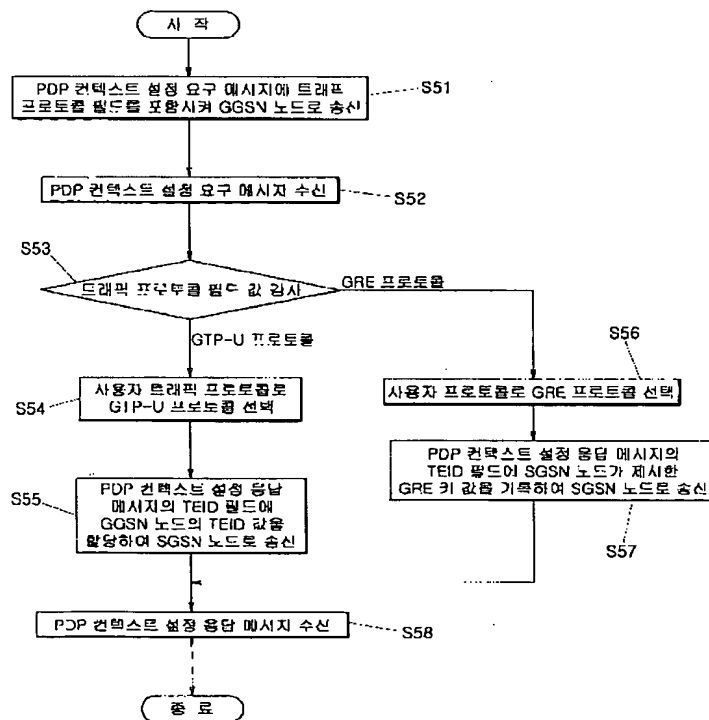 시 작
PDP 컨텍스트 설정 요구 메시지에 트래픽
프로토콜 필드를 포함시켜 GGSN 노드로 송신
S51
PDP 컨텍스트 설정 요구 메시지 수신
S52
S53
트래픽 프로토콜 필드 값 검사
GRE 프로토콜
GTP-U 프로토콜
S54
사용자 트래픽 프로토콜로
GTP-U 프로토콜 선택
S56
사용자 프로토콜로 GRE 프로토콜 선택
S55
PDP 컨텍스트 설정 응답
메시지의 TEID 필드에
GGSN 노드의 TEID 값을
할당하여 SGSN 노드로 송신
PDP 컨텍스트 설정 응답 메시지의
TEID 필드에 SGSN 노드가 제시한
GRE 키 값을 기록하여 SGSN 노드로 송신
S57
PDP 컨텍스트 설정 응답 메시지 수신
S58
종 료